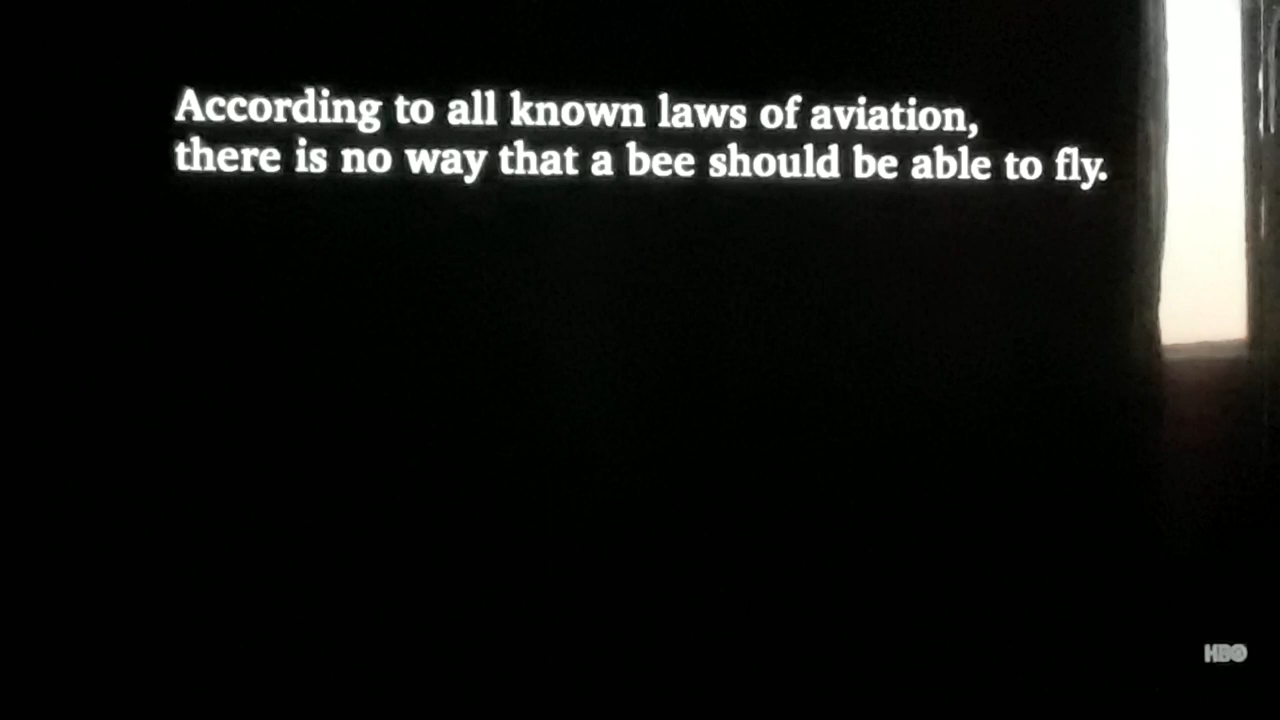 According to all known laws of aviation,
there is no way that a bee should be able to fly.
HBO